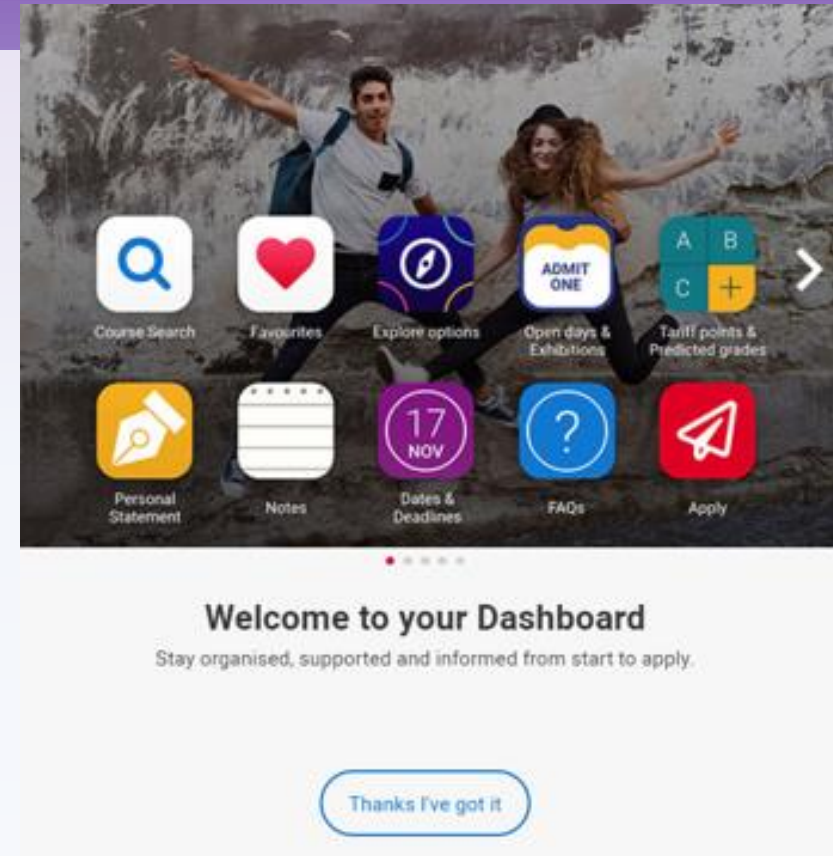 A B
C +
ADMIT
ONE
Course Search
Favourites
Explore options
Open days &
Exhibitions
Tariff points &
Predicted grades
17
NOV
?
Personal
Statement
Notes
Dates &
Deadlines
FAQs
Apply
Welcome to your Dashboard
Stay organised, supported and informed from start to apply.
Thanks I've got it